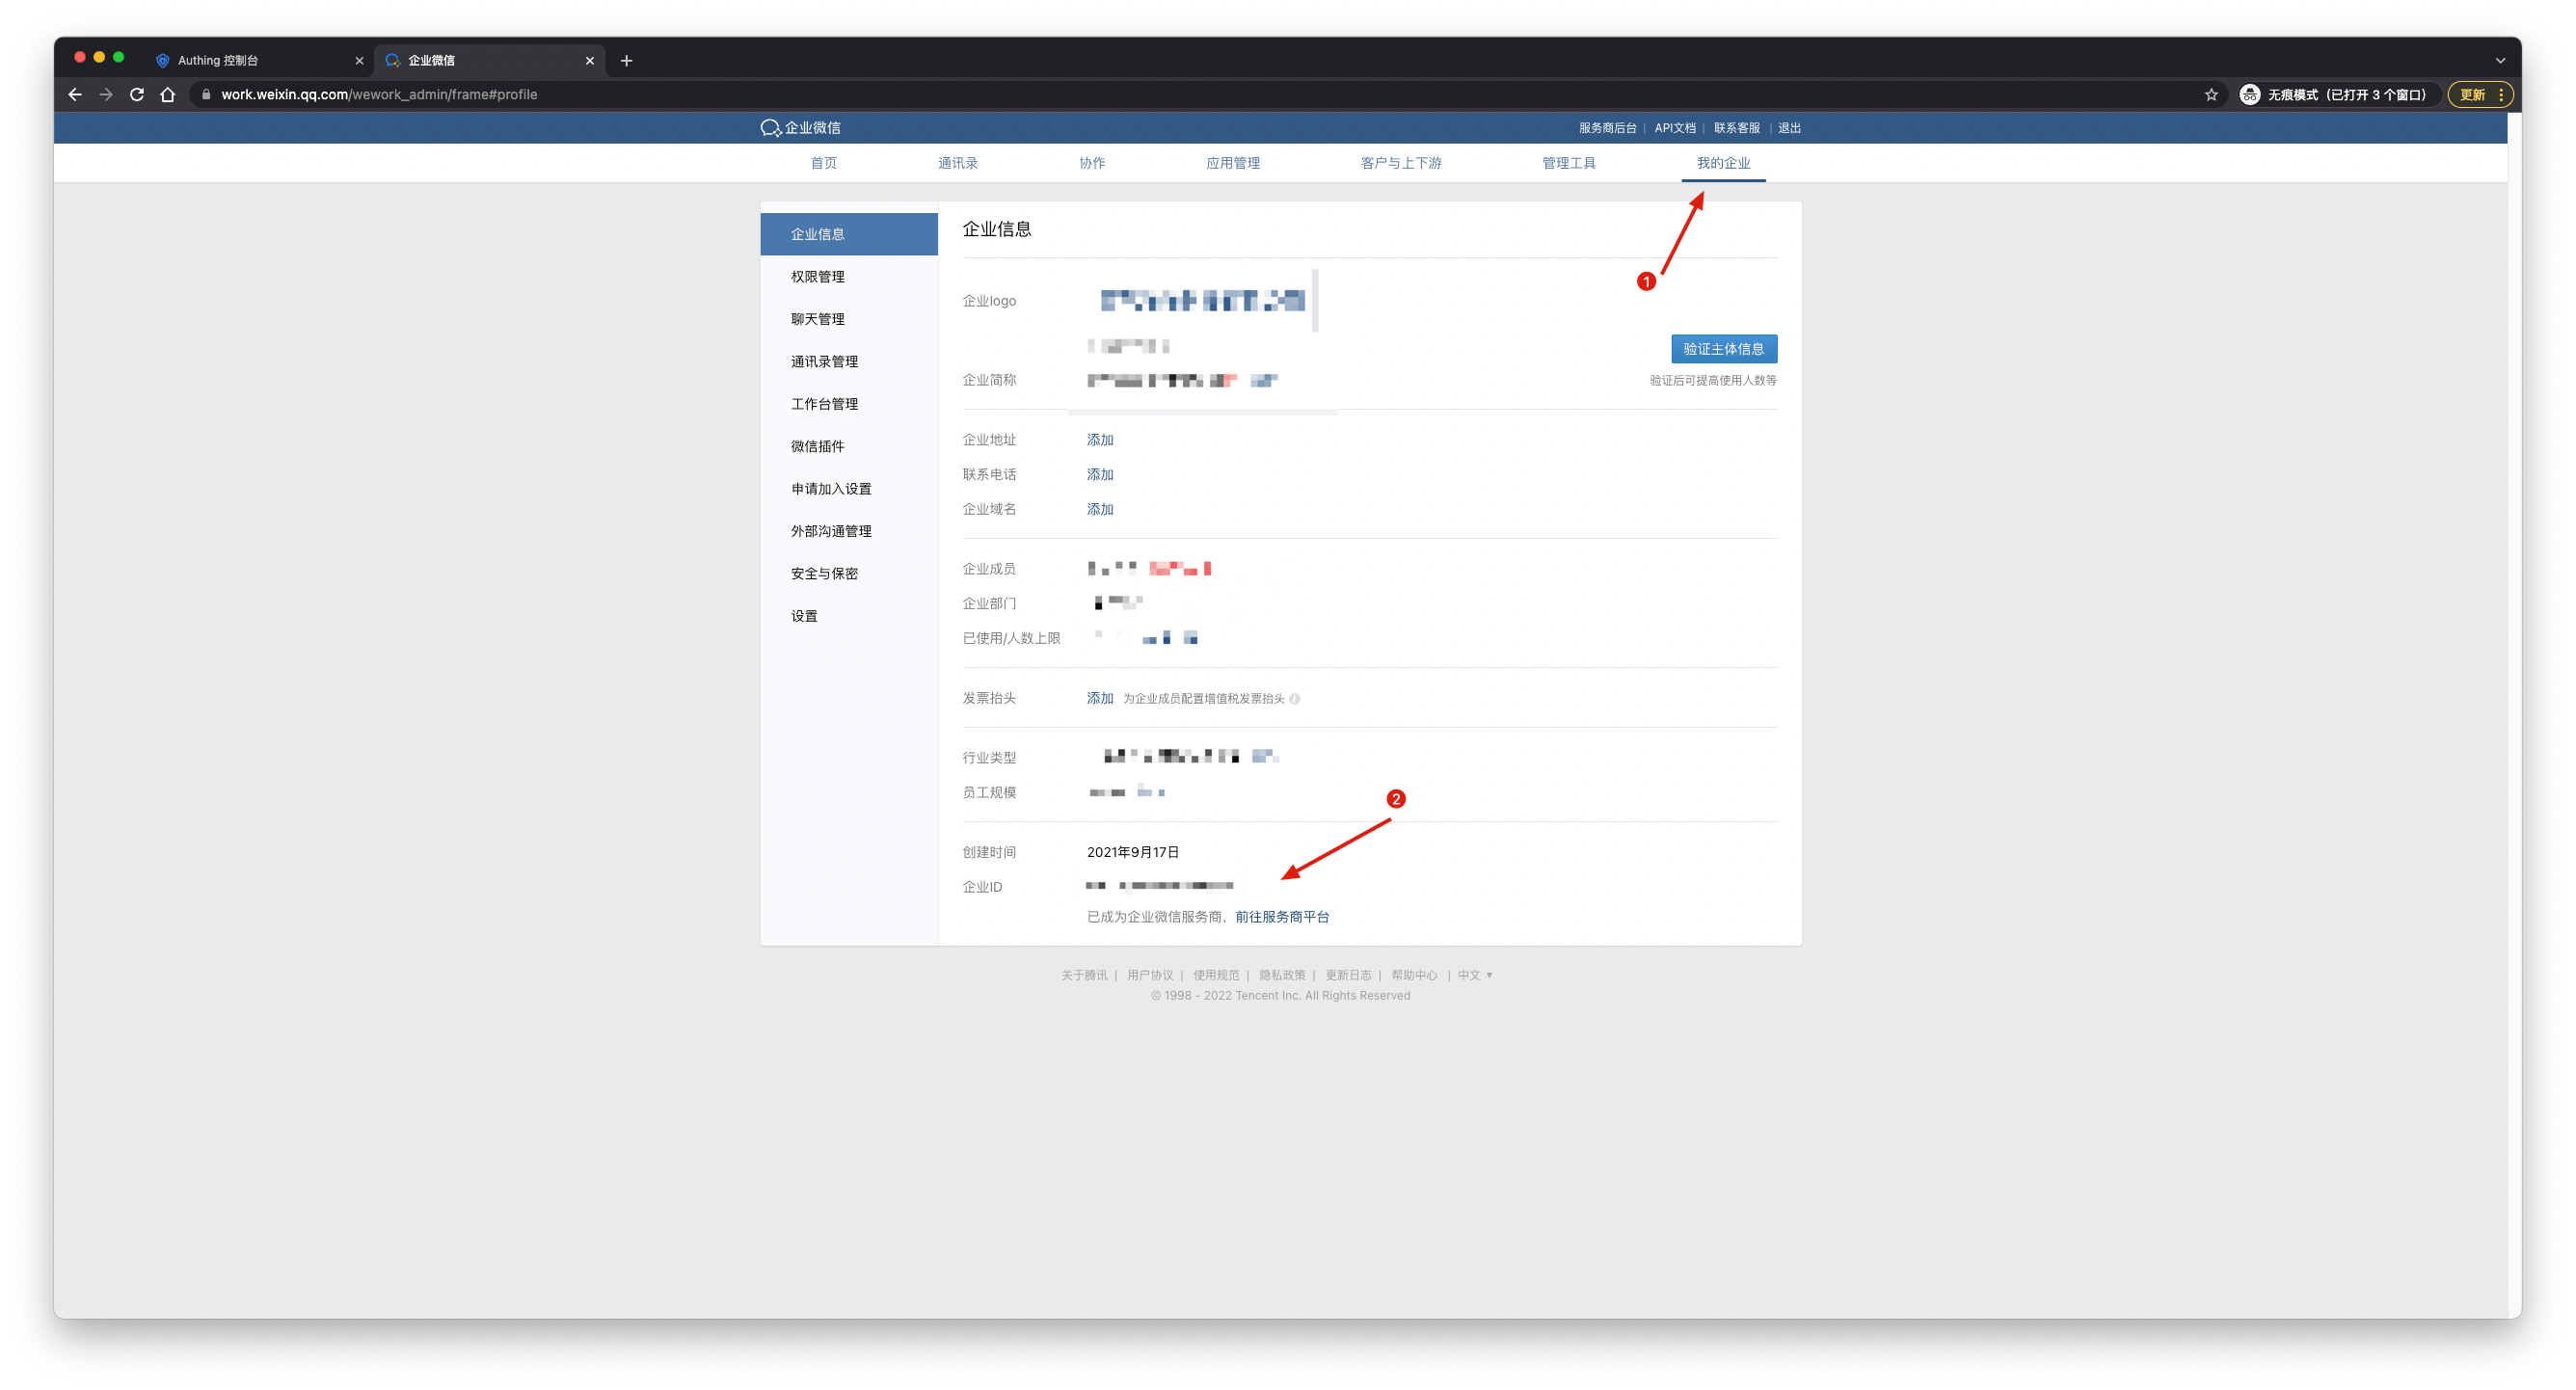 Authing 控制台
企业微信
work.weixin.qq.com/wework_admin/frame#profile
无痕模式（已打开 3 个窗口）
更新
企业微信
服务商后台 | API文档 | 联系客服 | 退出
首页 通讯录 协作 应用管理 客户与上下游 管理工具 我的企业
企业信息
权限管理
聊天管理
通讯录管理
工作台管理
微信插件
申请加入设置
外部沟通管理
安全与保密
设置
企业信息
1
企业logo
验证主体信息
企业简称
验证后可提高使用人数等
企业地址 添加
联系电话 添加
企业域名 添加
企业成员
企业部门
已使用/人数上限
发票抬头 添加 为企业成员配置增值税发票抬头
行业类型
员工规模
2
创建时间 2021年9月17日
企业ID
已成为企业微信服务商，前往服务商平台
关于腾讯 | 用户协议 | 使用规范 | 隐私政策 | 更新日志 | 帮助中心 | 中文
© 1998 - 2022 Tencent Inc. All Rights Reserved